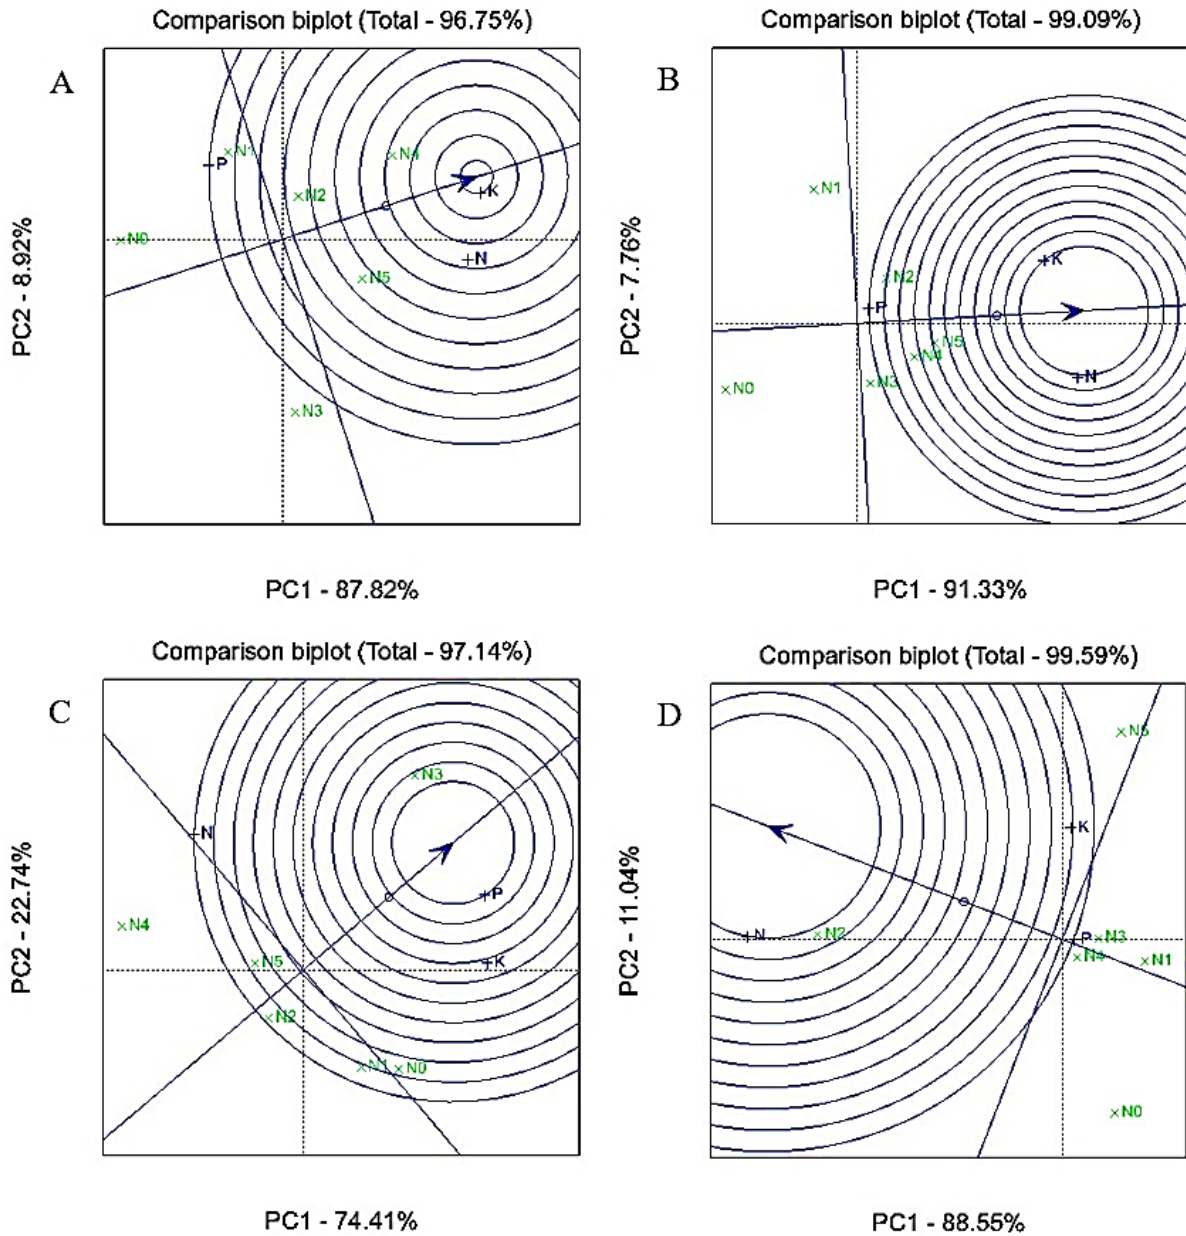 Comparison biplot (Total - 96.75%)
A
N1
P
N4
N2
K
N0
N
N5
N3
PC2 - 8.92%
PC1 - 87.82%
Comparison biplot (Total - 99.09%)
B
N1
K
N2
P
N5
N4
N
N3
N0
PC2 - 7.76%
PC1 - 91.33%
Comparison biplot (Total - 97.14%)
C
N3
N
P
N4
N5
K
N2
N1
N0
PC2 - 22.74%
PC1 - 74.41%
Comparison biplot (Total - 99.59%)
D
N5
K
N
N2
P
N3
N4
N1
N0
PC2 - 11.04%
PC1 - 88.55%